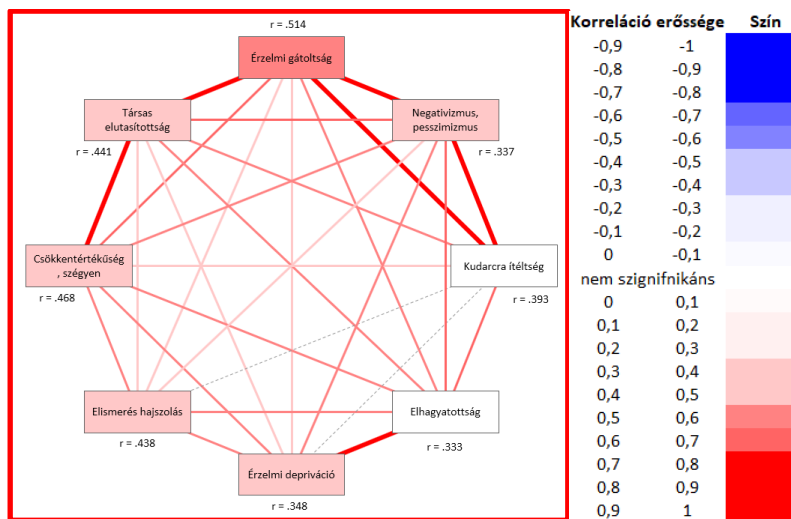 r = .514
Érzelmi gátoltság
Társas
elutasítottság
r = .441
Negativizmus,
pesszimizmus
r = .337
Csökkentértékűség
, szégyen
r = .468
Kudarcra ítéltség
r = .393
Elismerés hajszolás
r = .438
Elhagyatottság
r = .333
Érzelmi depriváció
r = .348
Korreláció erőssége Szín
-0,9 -1
-0,8 -0,9
-0,7 -0,8
-0,6 -0,7
-0,5 -0,6
-0,4 -0,5
-0,3 -0,4
-0,2 -0,3
-0,1 -0,2
0 -0,1
nem szignifnikáns
0 0,1
0,1 0,2
0,2 0,3
0,3 0,4
0,4 0,5
0,5 0,6
0,6 0,7
0,7 0,8
0,8 0,9
0,9 1